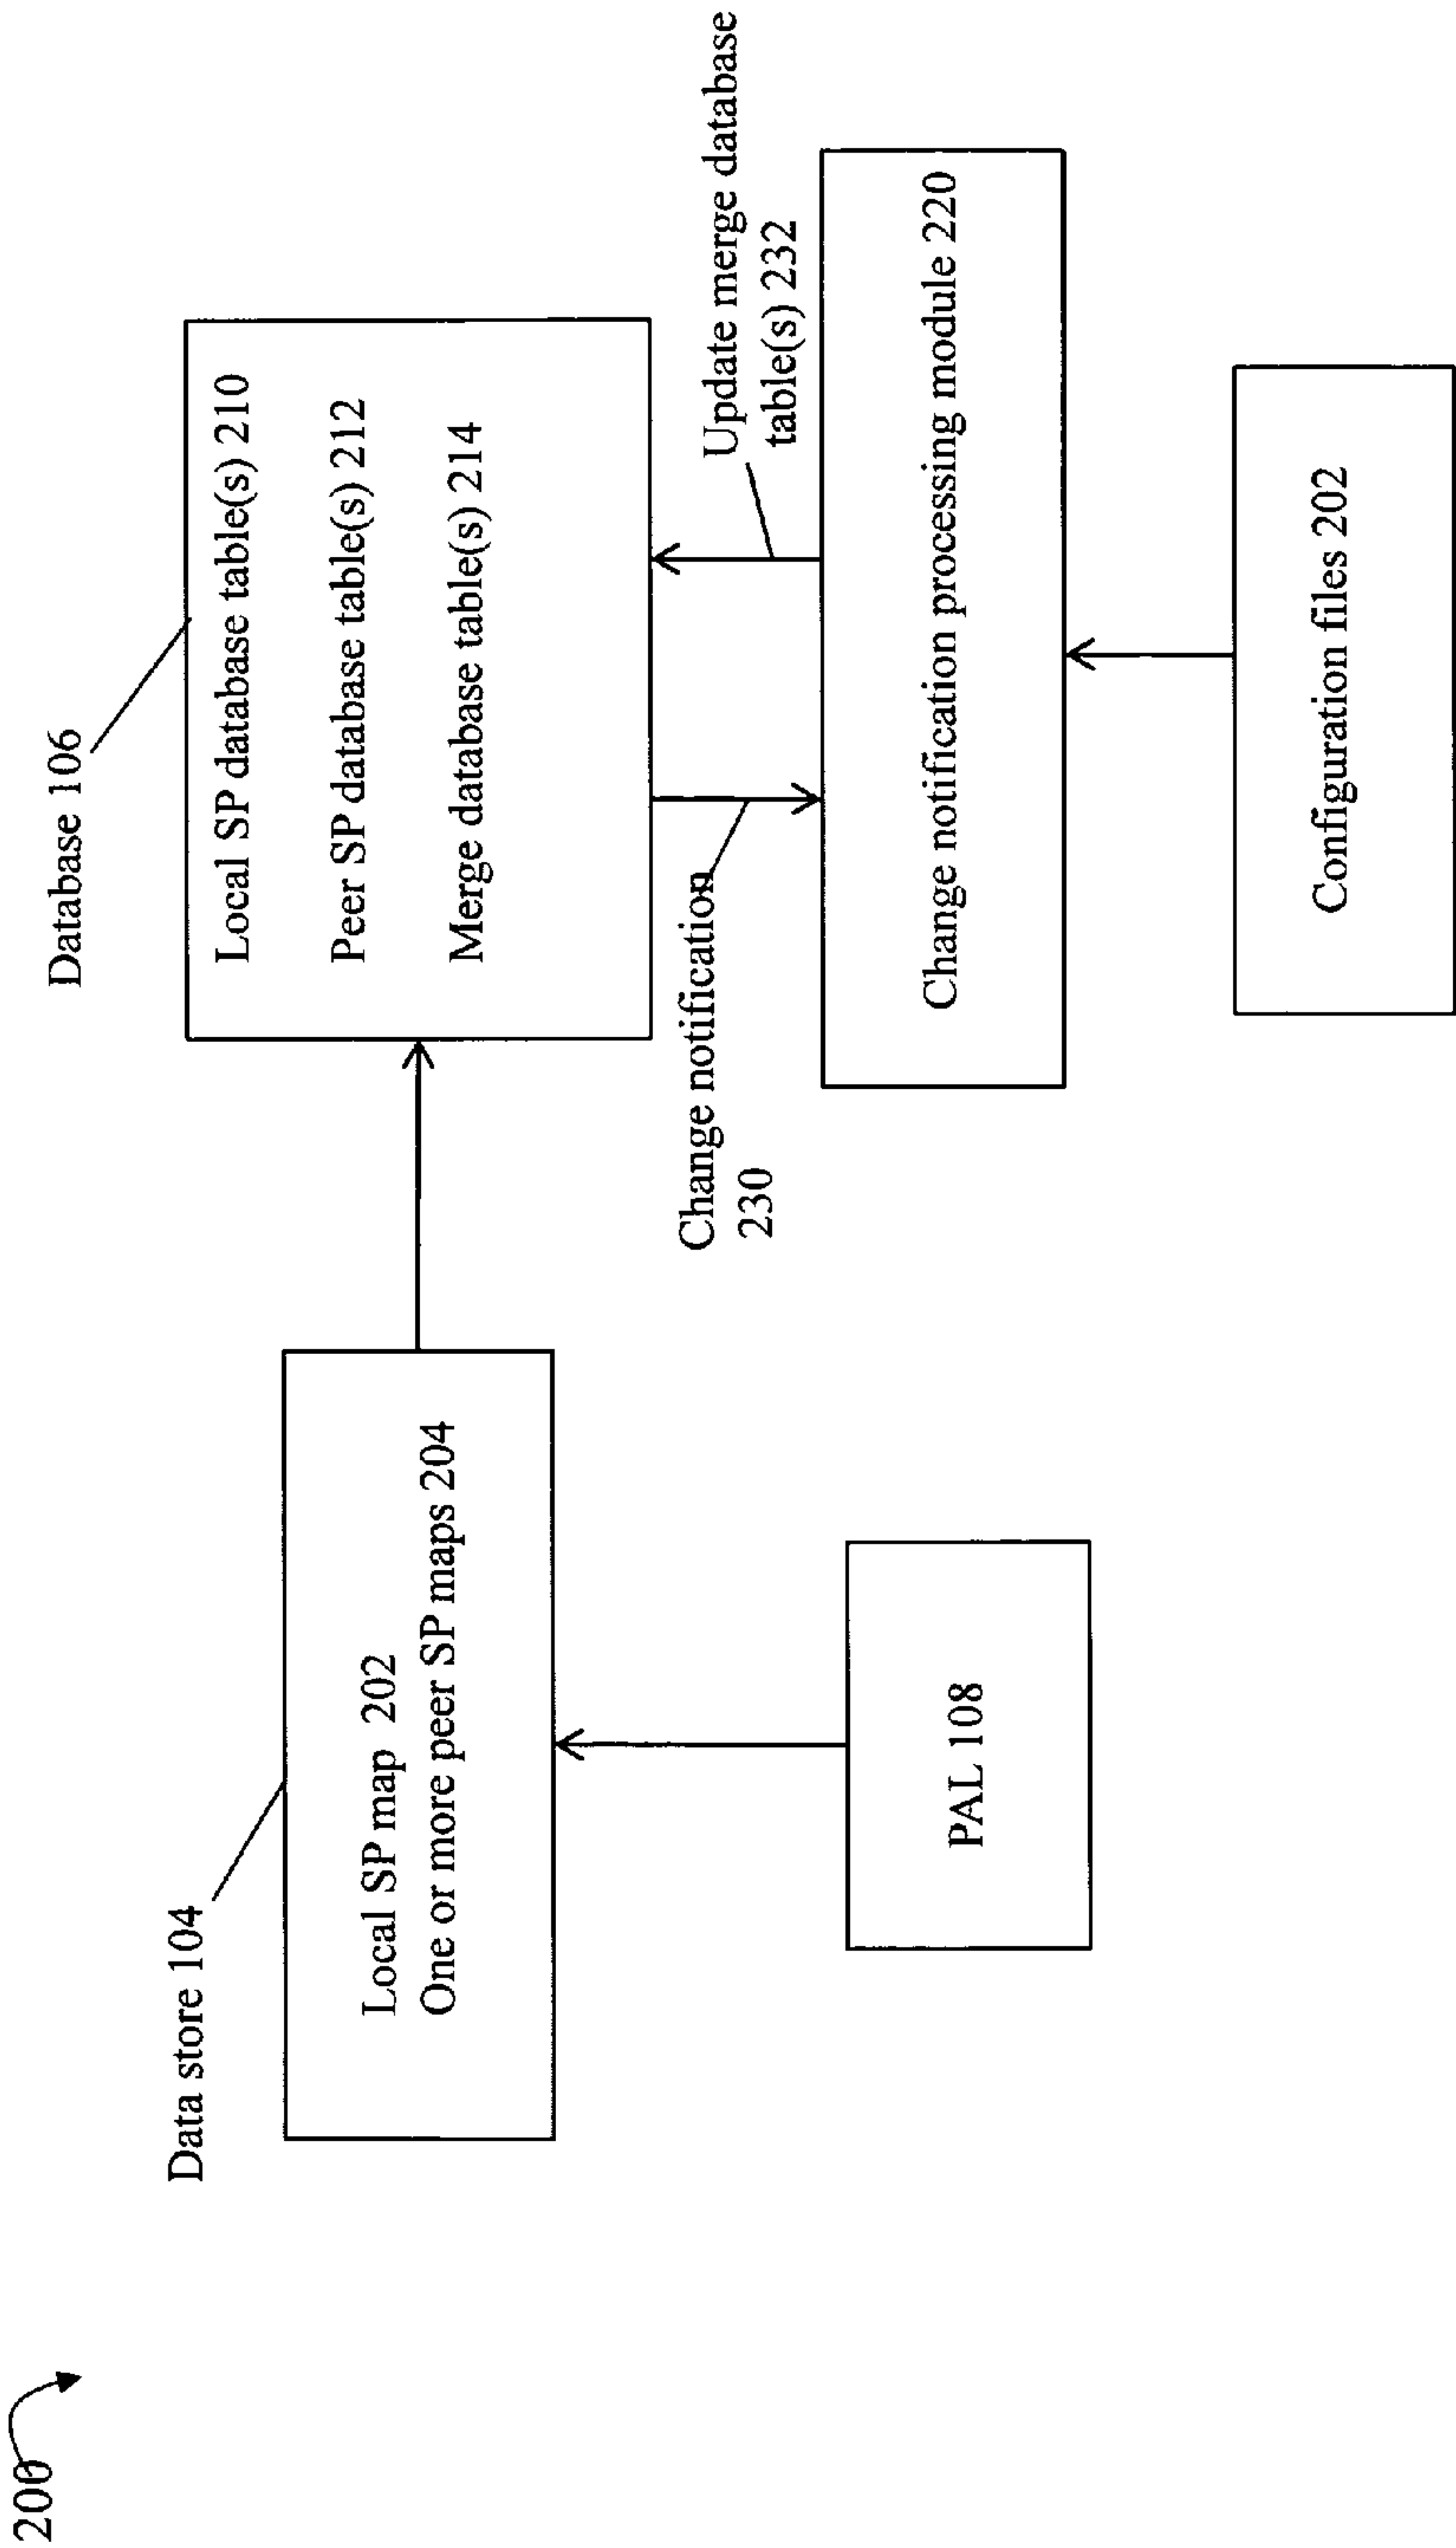 200
Data store 104
Local SP map 202
One or more peer SP maps 204
PAL 108
Database 106
Local SP database table(s) 210
Peer SP database table(s) 212
Merge database table(s) 214
Change notification
230
Update merge database
table(s) 232
Change notification processing module 220
Configuration files 202